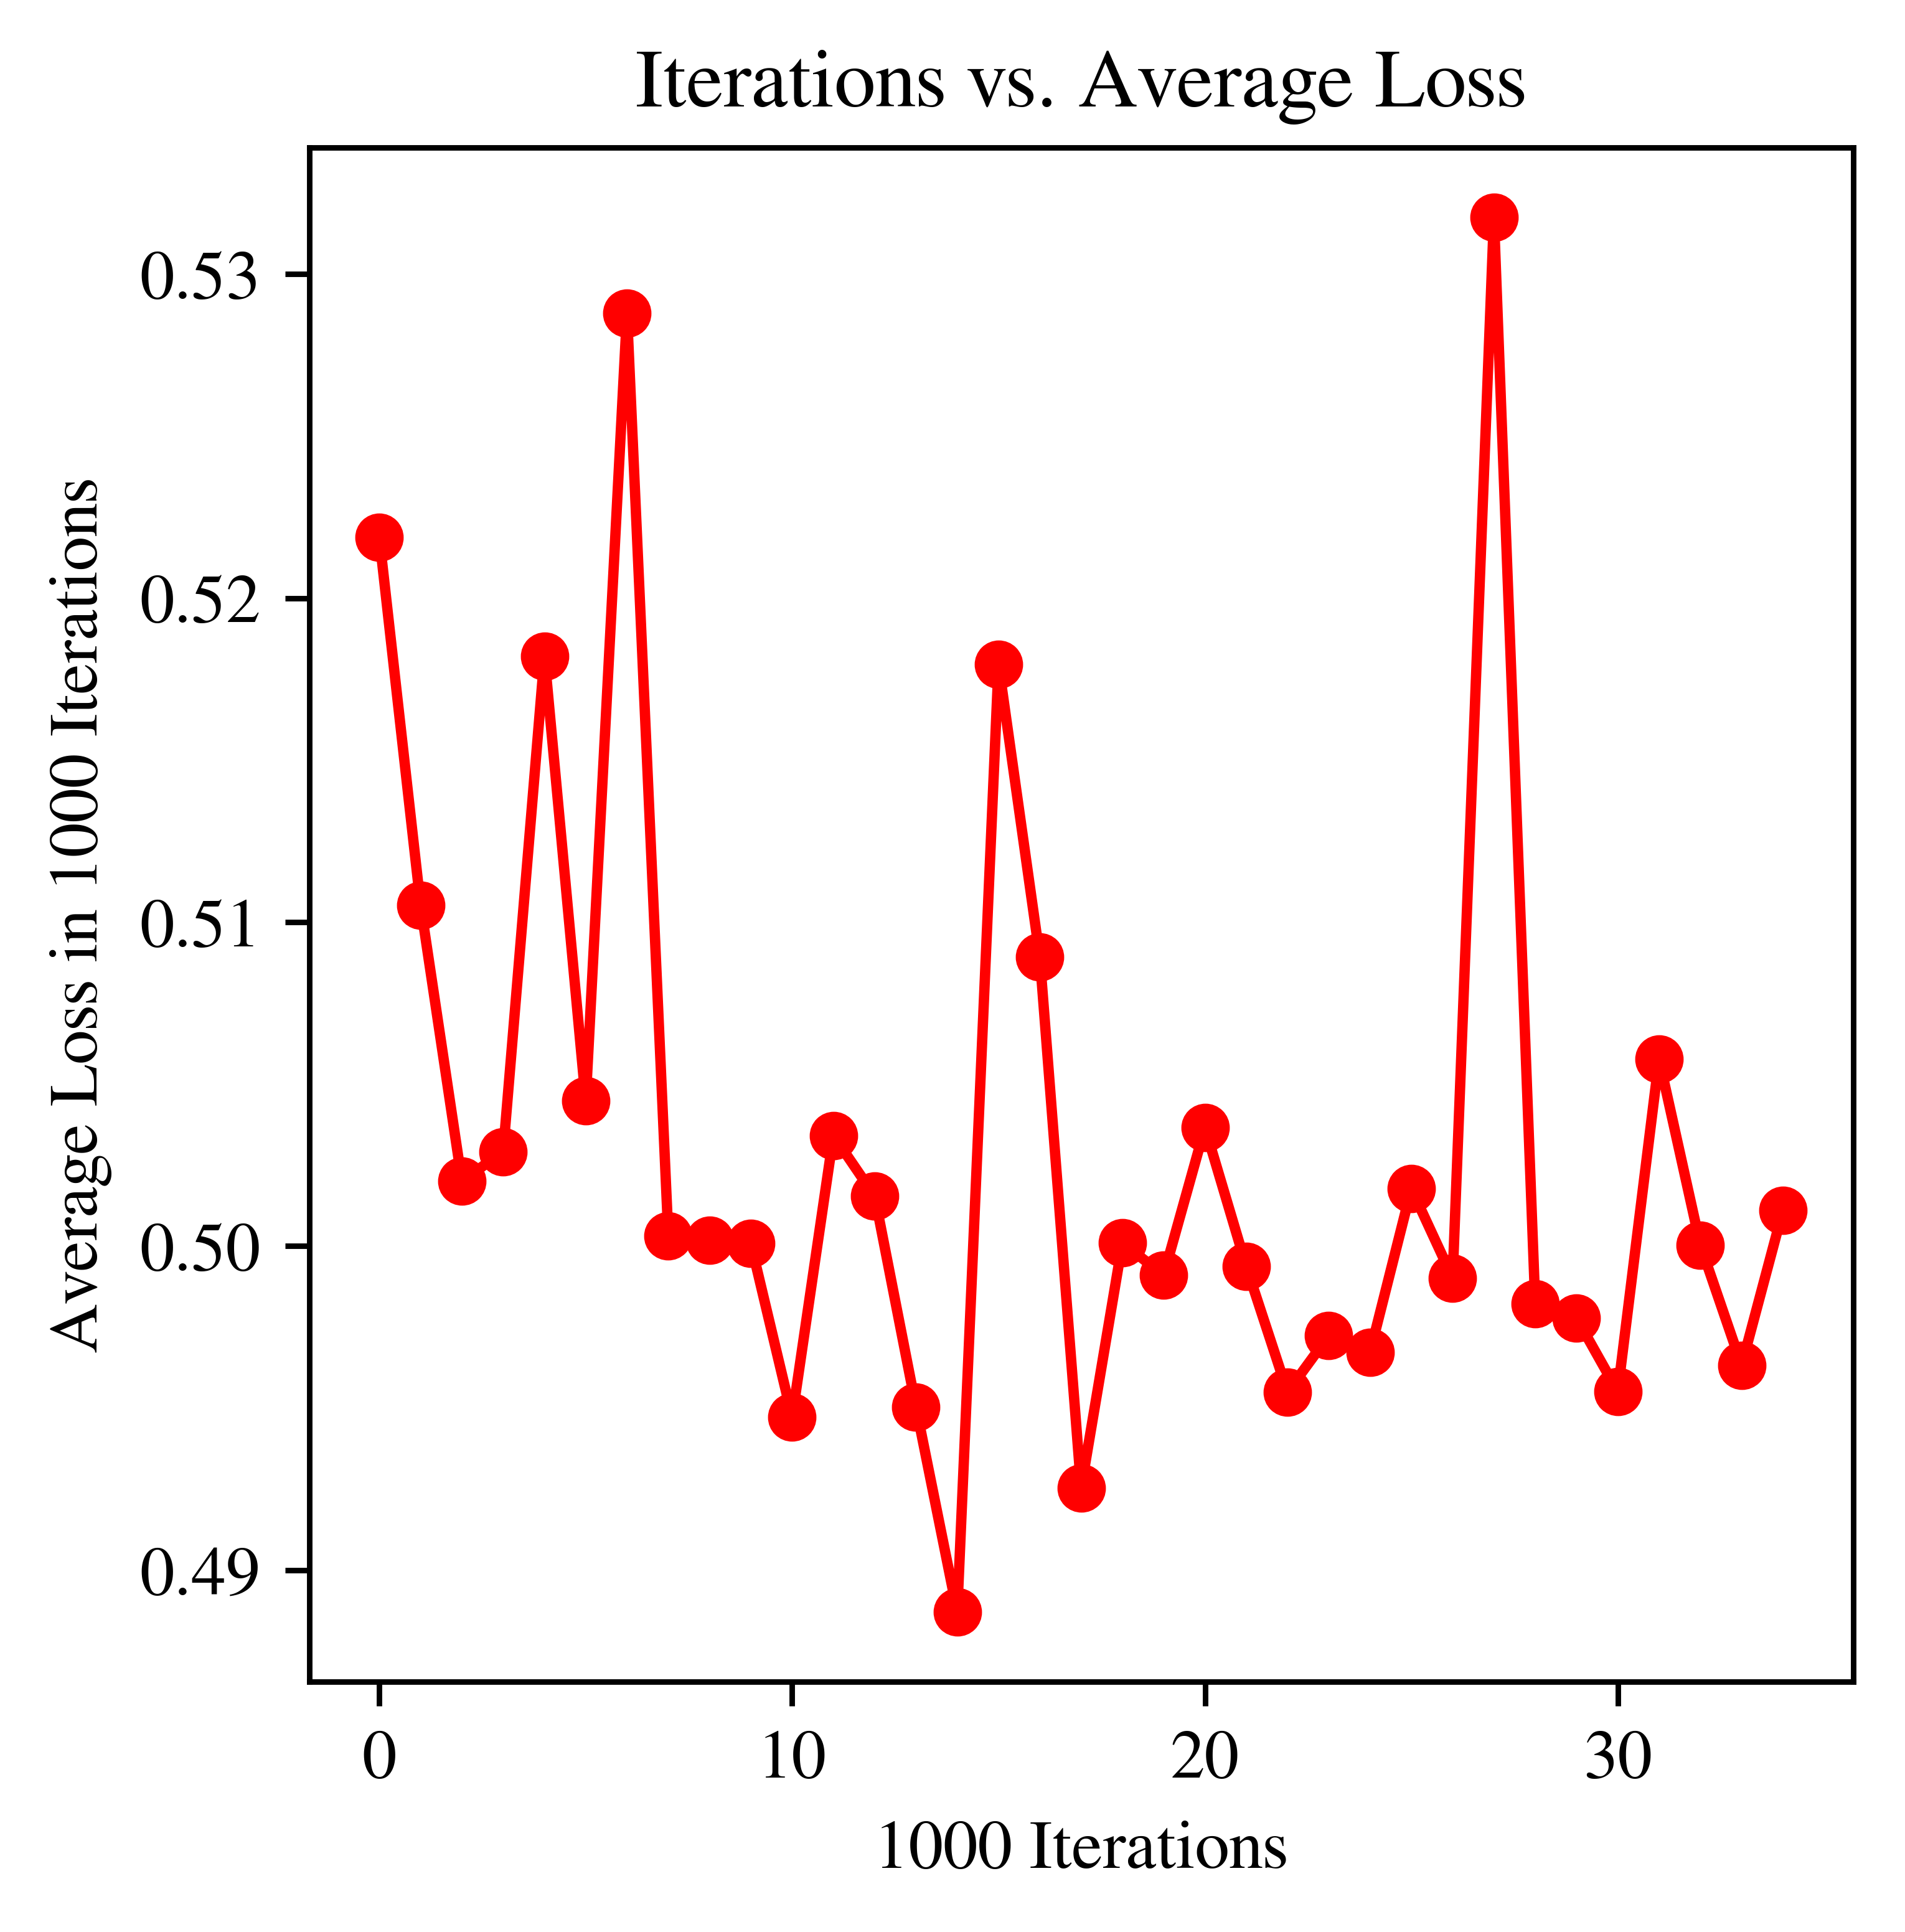 Iterations vs. Average Loss
Average Loss in 1000 Iterations
0.53
0.52
0.51
0.50
0.49
0 10 20 30
1000 Iterations